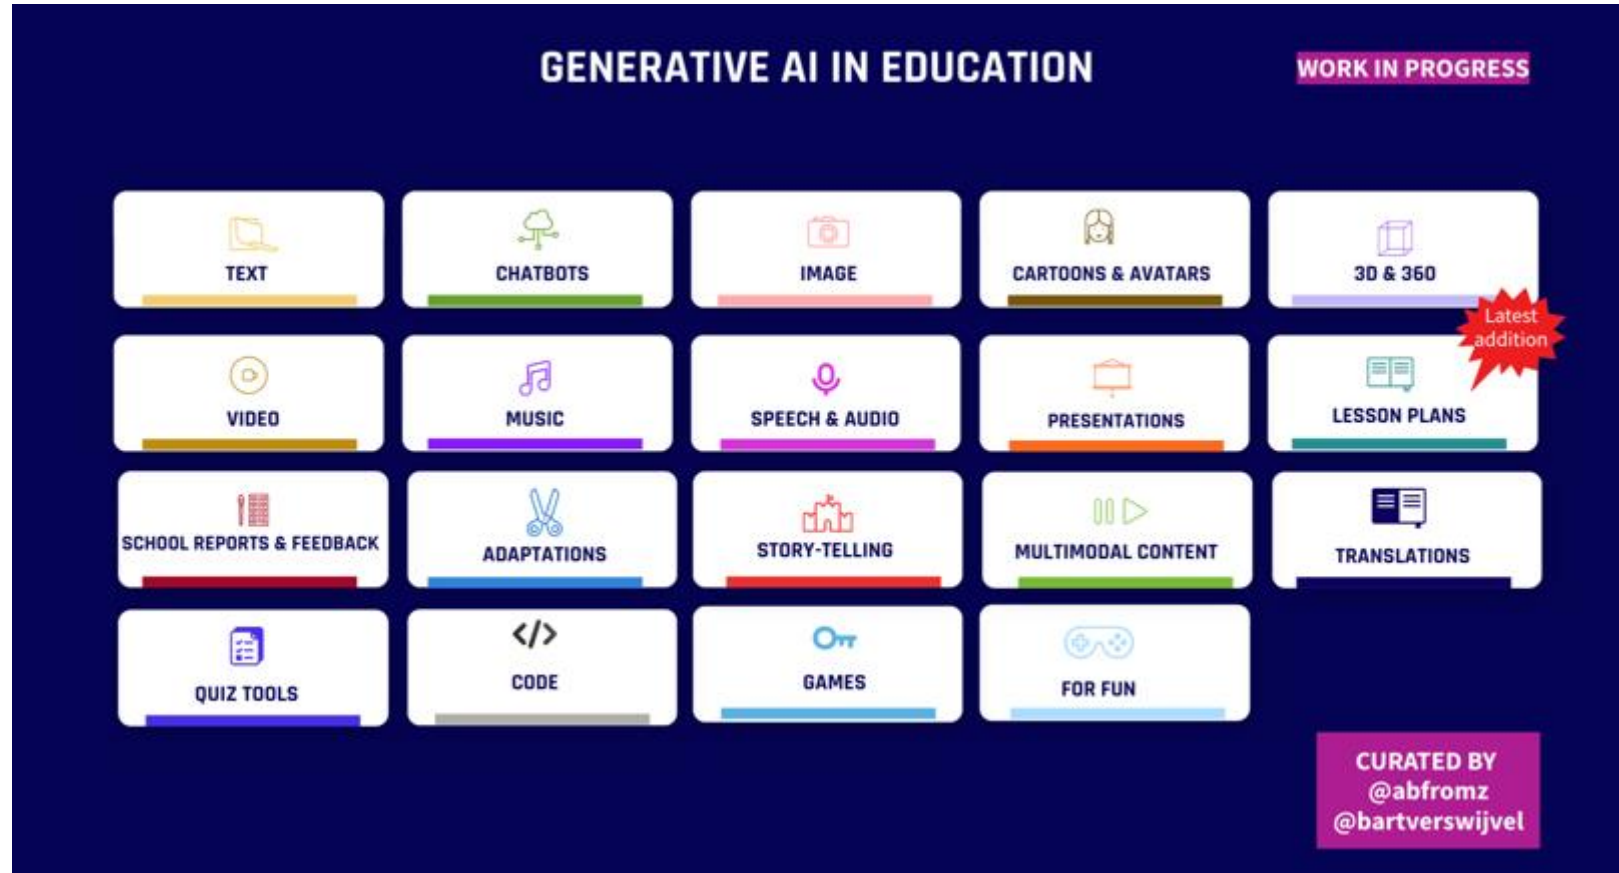 GENERATIVE AI IN EDUCATION
WORK IN PROGRESS
TEXT
CHATBOTS
IMAGE
CARTOONS & AVATARS
3D & 360
Latest
addition
VIDEO
MUSIC
SPEECH & AUDIO
PRESENTATIONS
LESSON PLANS
SCHOOL REPORTS & FEEDBACK
ADAPTATIONS
STORY-TELLING
MULTIMODAL CONTENT
TRANSLATIONS
QUIZ TOOLS
</>
CODE
GAMES
FOR FUN
CURATED BY
@abfromz
@bartverswijvel